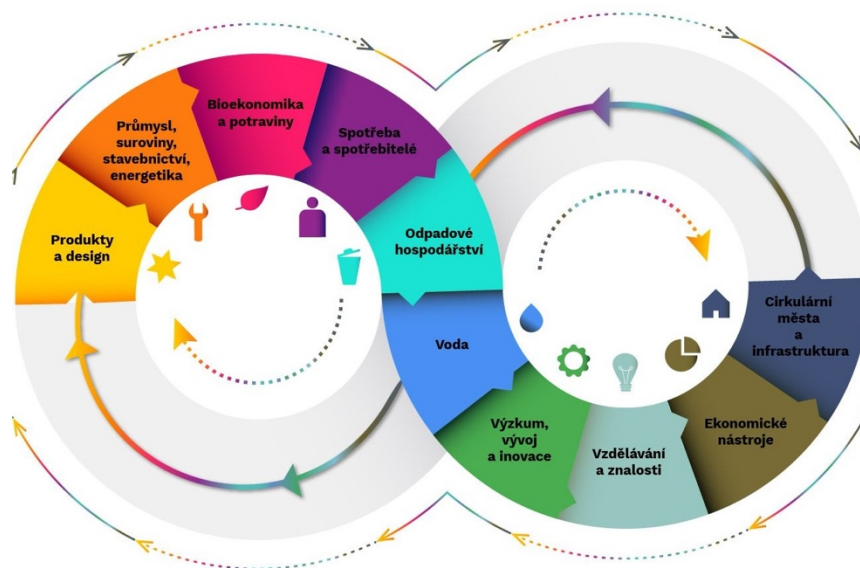 Produkty
a design
Průmysl,
suroviny,
stavebnictví,
energetika
Bioekonomika
a potraviny
Spotřeba
a spotřebitelé
Odpadové
hospodářství
Voda
Výzkum,
vývoj
a inovace
Vzdělávání
a znalosti
Ekonomické
nástroje
Cirkulární
města
a
infrastruktura